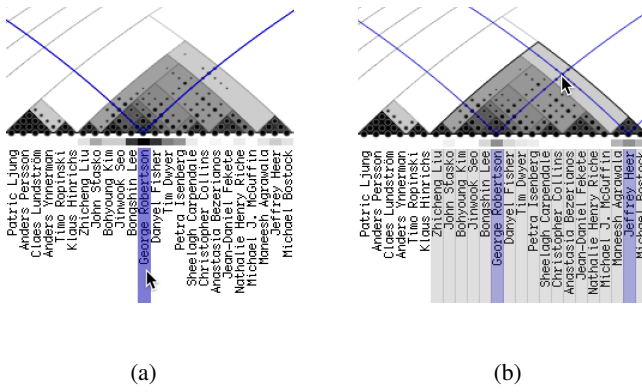 Patric Ljung
Anders Persson
Claes Lundström
Anders Ynnerman
Timo Ropinski
Klaus Hinrichs
Zhicheng Liu
John Stasko
Bohyoung Kim
Jinwook Seo
Bongshin Lee
George Robertson
Danyel Fisher
Tim Dwyer
Petra Isenberg
Sheelagh Carpendale
Christopher Collins
Anastasia Bezerianos
Jean-Daniel Fekete
Nathalie Henry Riche
Michael J. McGuffin
Maneesh Agrawala
Jeffrey Heer
Michael Bostock
(a)
Patric Ljung
Anders Persson
Claes Lundström
Anders Ynnerman
Timo Ropinski
Klaus Hinrichs
Zhicheng Liu
John Stasko
Bohyoung Kim
Jinwook Seo
Bongshin Lee
George Robertson
Danyel Fisher
Tim Dwyer
Petra Isenberg
Sheelagh Carpendale
Christopher Collins
Anastasia Bezerianos
Jean-Daniel Fekete
Nathalie Henry Riche
Michael J. McGuffin
Maneesh Agrawala
Jeffrey Heer
Michael Bostock
(b)